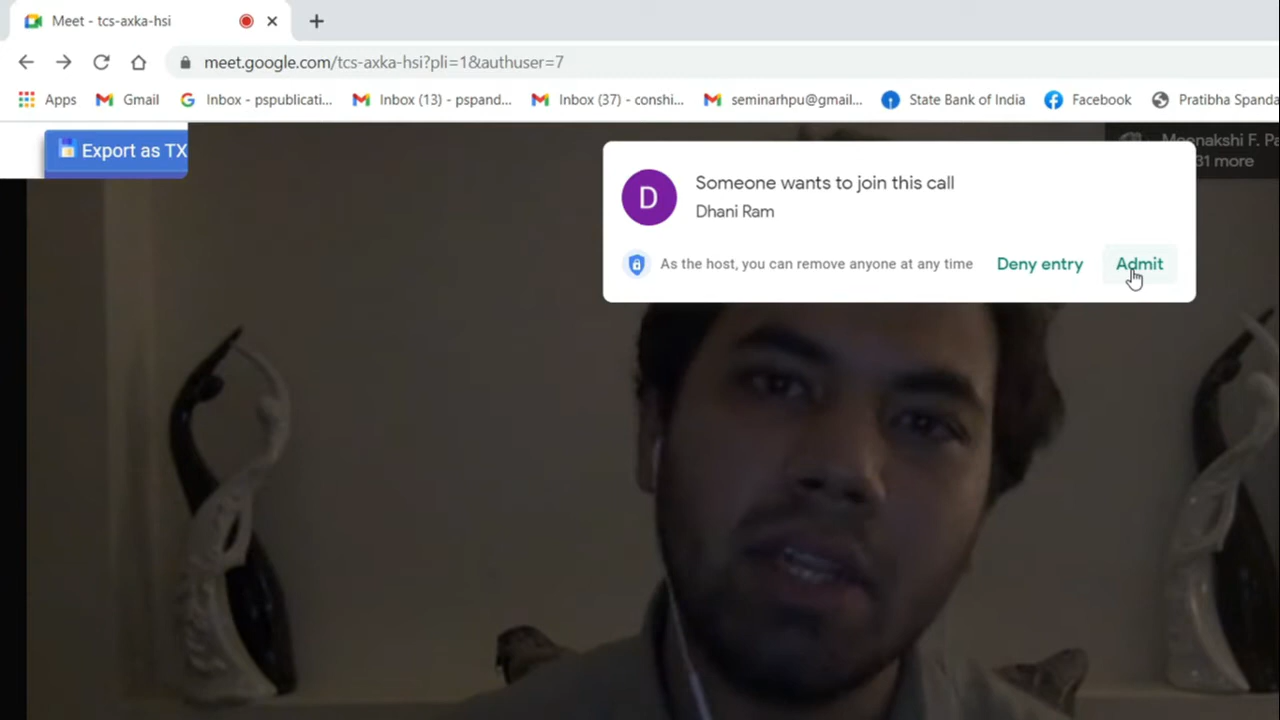 Meet - tcs-axka-hsi
meet.google.com/tcs-axka-hsi?pli=1&authuser=7
Apps Gmail Inbox - pspublicati... Inbox (13) - pspand... Inbox (37) - conshi... seminarhpu@gmail... State Bank of India Facebook Pratibha Spanda
Export as TX
Meenakshi F. Pa
31 more
D
Someone wants to join this call
Dhani Ram
As the host, you can remove anyone at any time Deny entry Admit